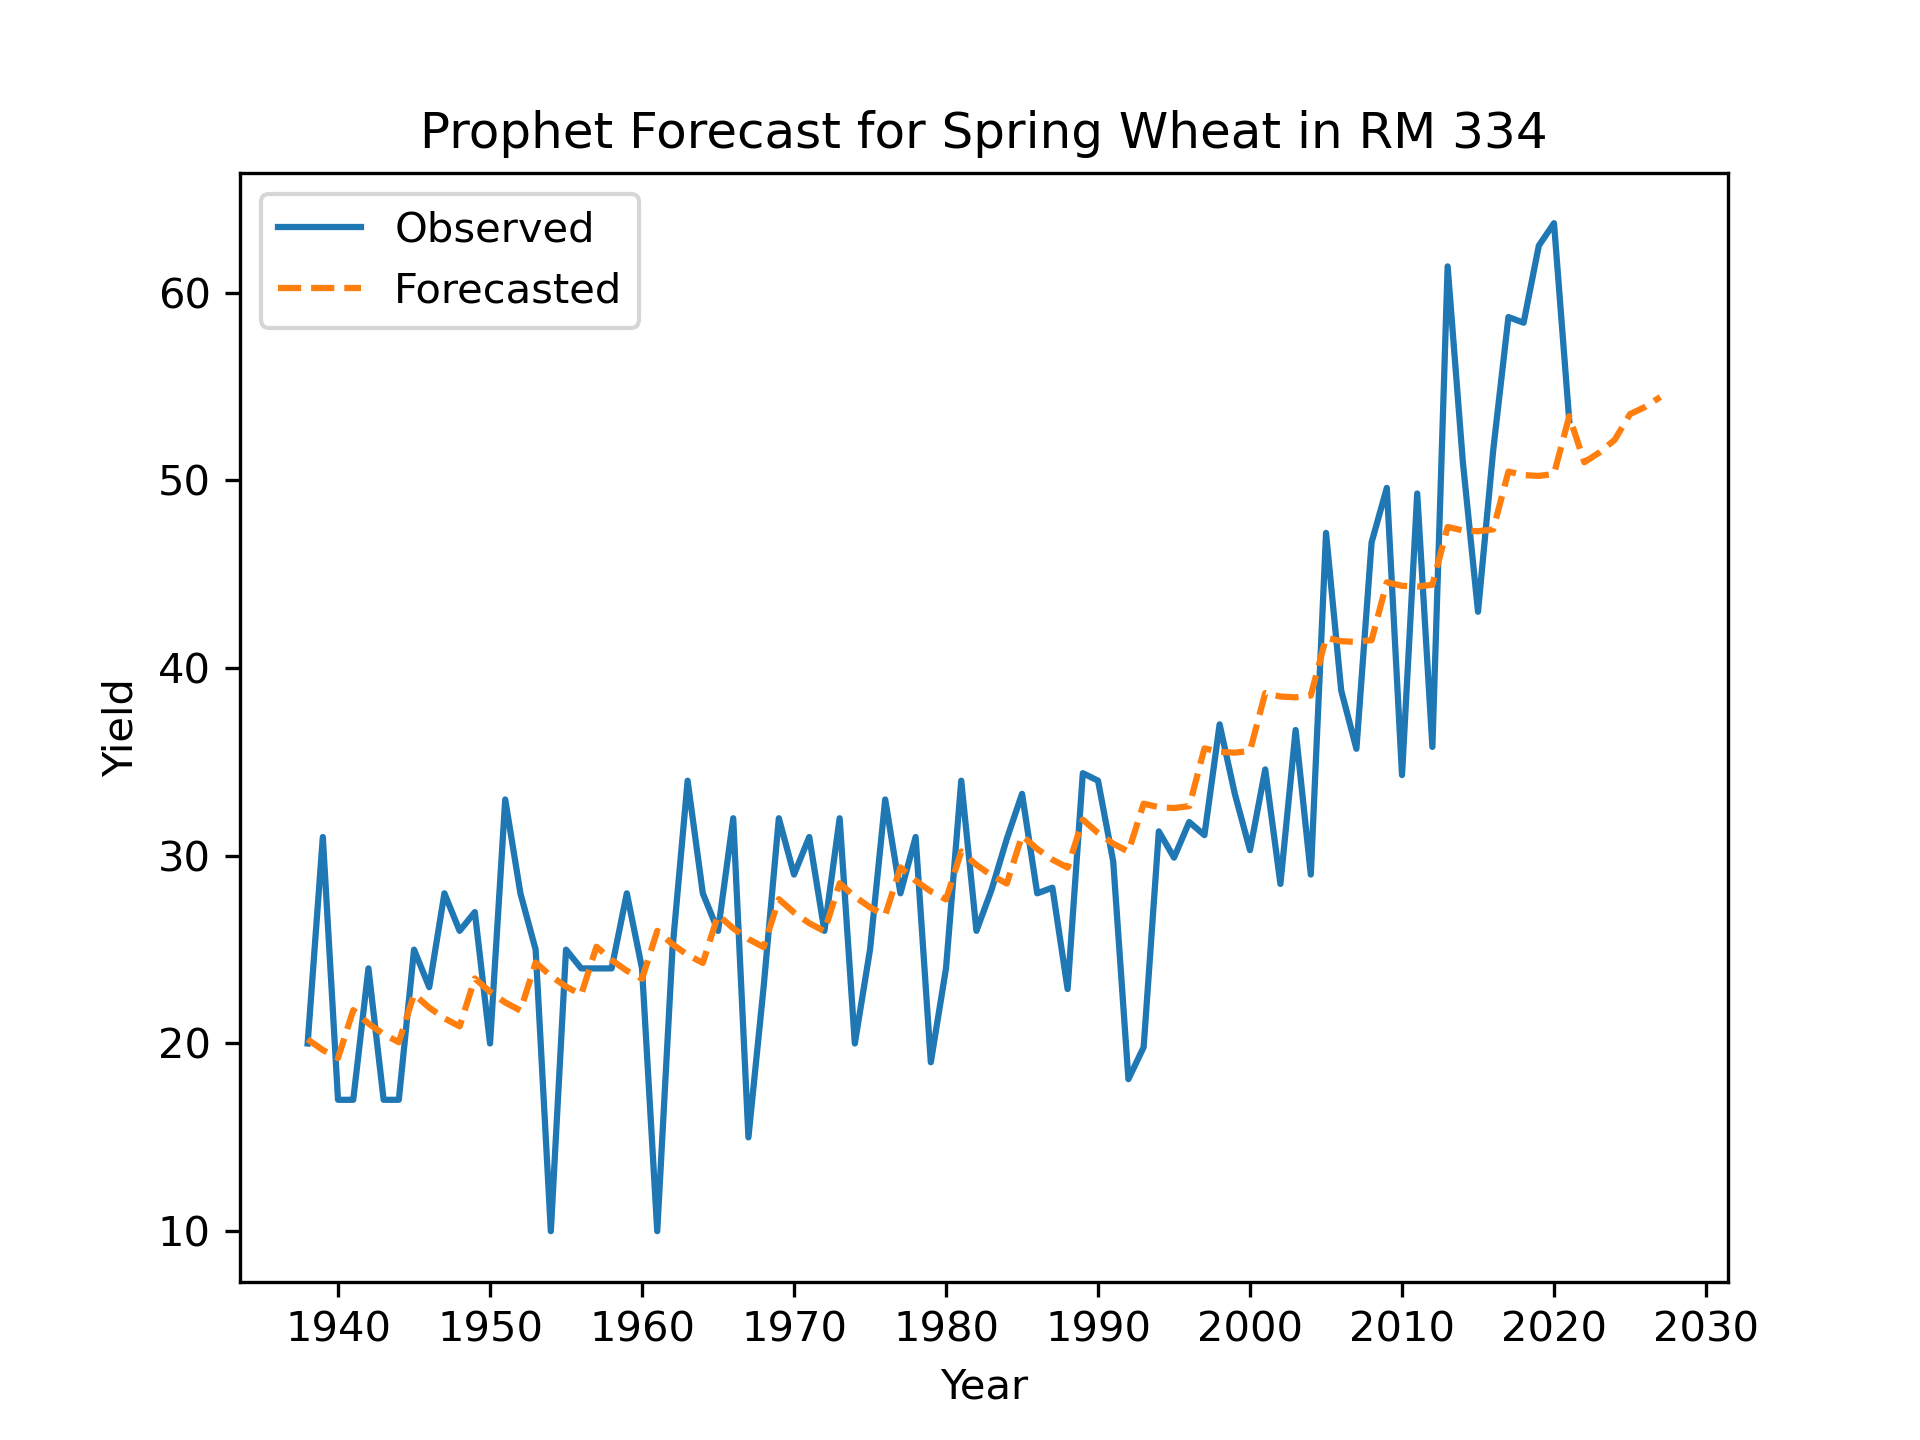 Prophet Forecast for Spring Wheat in RM 334
Observed
Forecasted
60
50
40
30
20
10
Yield
1940 1950 1960 1970 1980 1990 2000 2010 2020 2030
Year